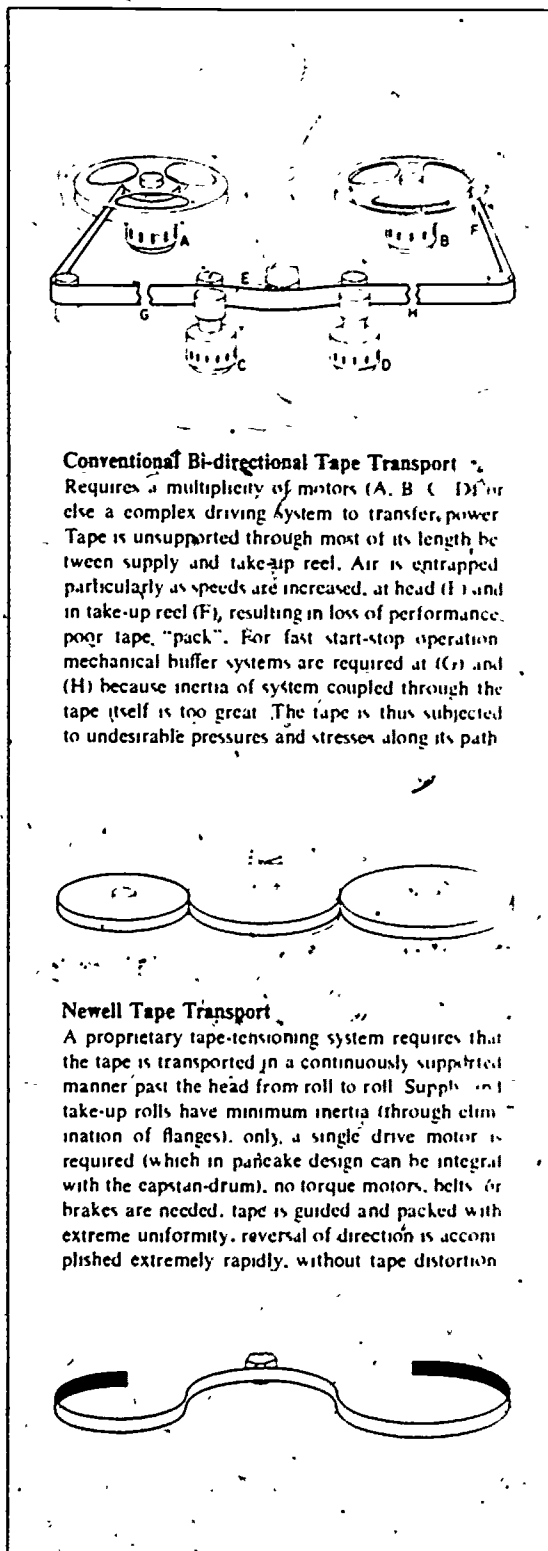 A
B
F
E
G
H
C
D
Conventional Bi-directional Tape Transport
Requires a multiplicity of motors (A, B C D) or
else a complex driving system to transfer power
Tape is unsupported through most of its length be
tween supply and take-up reel. Air is entrapped
particularly as speeds are increased, at head (E) and
in take-up reel (F), resulting in loss of performance,
poor tape, "pack". For fast start-stop operation
mechanical buffer systems are required at (G) and
(H) because inertia of system coupled through the
tape itself is too great The tape is thus subjected
to undesirable pressures and stresses along its path
Newell Tape Transport
A proprietary tape-tensioning system requires that
the tape is transported in a continuously supported
manner past the head from roll to roll Supply and
take-up rolls have minimum inertia (through elim
ination of flanges). only, a single drive motor is
required (which in pancake design can be integral
with the capstan-drum), no torque motors, belts or
brakes are needed, tape is guided and packed with
extreme uniformity, reversal of direction is accom
plished extremely rapidly, without tape distortion